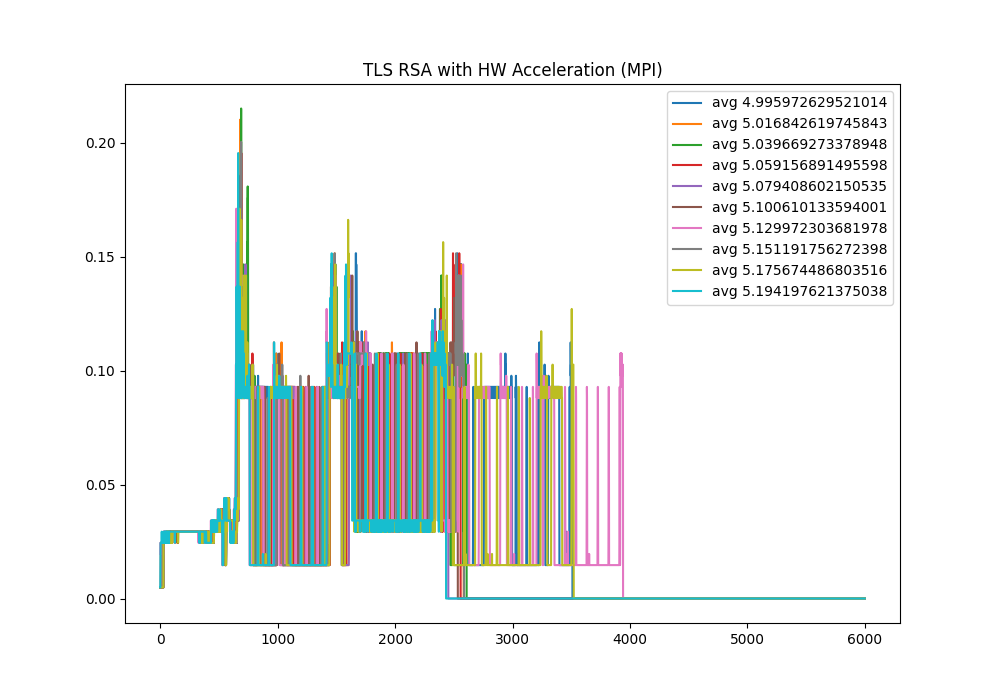 TLS RSA with HW Acceleration (MPI)
avg 4.995972629521014
avg 5.016842619745843
avg 5.039669273378948
avg 5.059156891495598
avg 5.079408602150535
avg 5.100610133594001
avg 5.129972303681978
avg 5.151191756272398
avg 5.175674486803516
avg 5.194197621375038
0.20
0.15
0.10
0.05
0.00
0 1000 2000 3000 4000 5000 6000